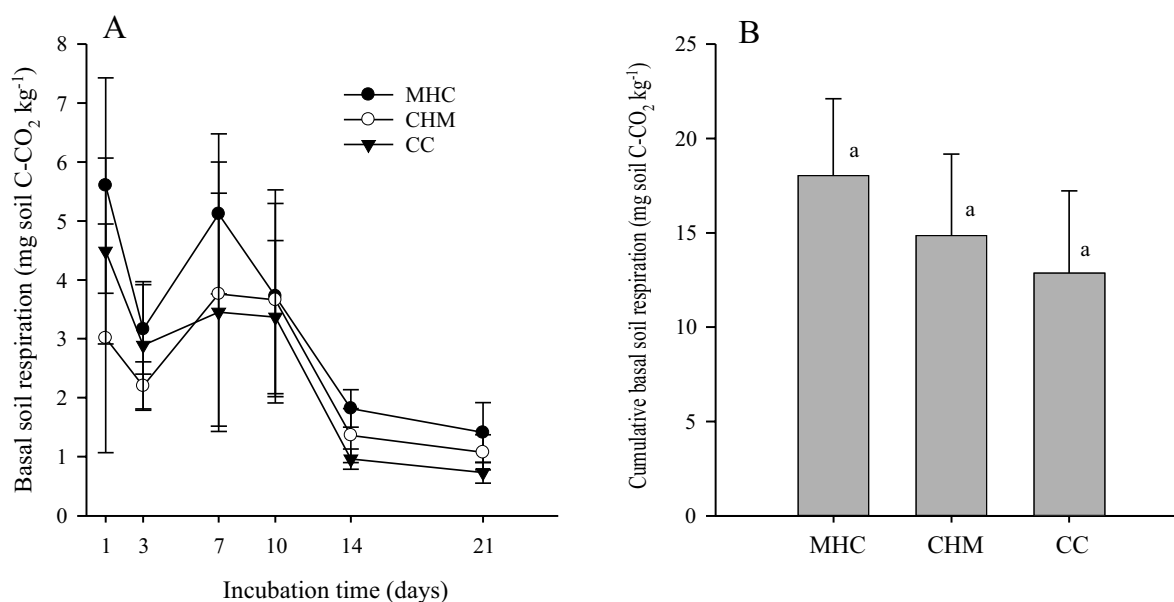 A
Basal soil respiration (mg soil C-CO₂ kg⁻¹)
8
7
6
5
4
3
2
1
0
MHC
CHM
CC
1 3 7 10 14 21
Incubation time (days)
B
Cumulative basal soil respiration (mg soil C-CO₂ kg⁻¹)
25
20
15
10
5
0
a
a
a
MHC CHM CC